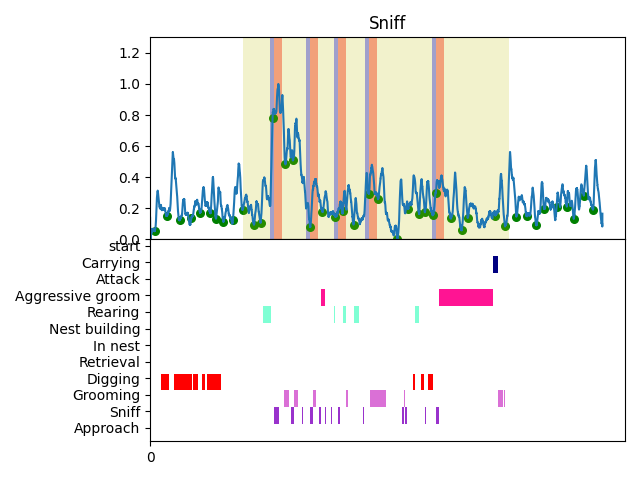 Sniff
1.2
1.0
0.8
0.6
0.4
0.2
0.0
start
Carrying
Attack
Aggressive groom
Rearing
Nest building
In nest
Retrieval
Digging
Grooming
Sniff
Approach
0